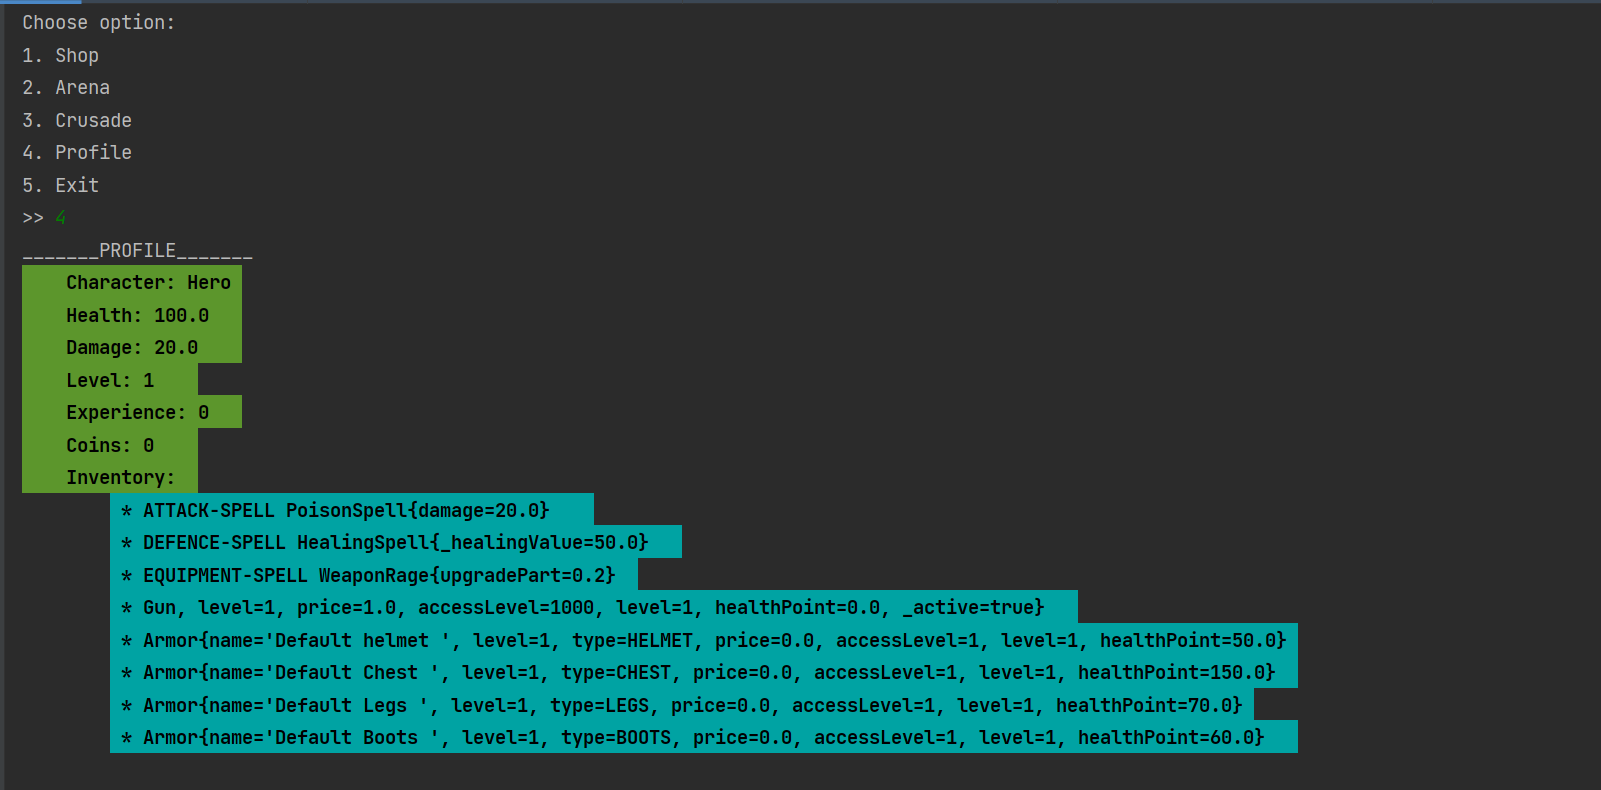 Choose option:
1. Shop
2. Arena
3. Crusade
4. Profile
5. Exit
>> 4
_______PROFILE_______
Character: Hero
Health: 100.0
Damage: 20.0
Level: 1
Experience: 0
Coins: 0
Inventory:
* ATTACK-SPELL PoisonSpell{damage=20.0}
* DEFENCE-SPELL HealingSpell{_healingValue=50.0}
* EQUIPMENT-SPELL WeaponRage{upgradePart=0.2}
* Gun, level=1, price=1.0, accessLevel=1000, level=1, healthPoint=0.0, _active=true}
* Armor{name='Default helmet ', level=1, type=HELMET, price=0.0, accessLevel=1, level=1, healthPoint=50.0}
* Armor{name='Default Chest ', level=1, type=CHEST, price=0.0, accessLevel=1, level=1, healthPoint=150.0}
* Armor{name='Default Legs ', level=1, type=LEGS, price=0.0, accessLevel=1, level=1, healthPoint=70.0}
* Armor{name='Default Boots ', level=1, type=BOOTS, price=0.0, accessLevel=1, level=1, healthPoint=60.0}